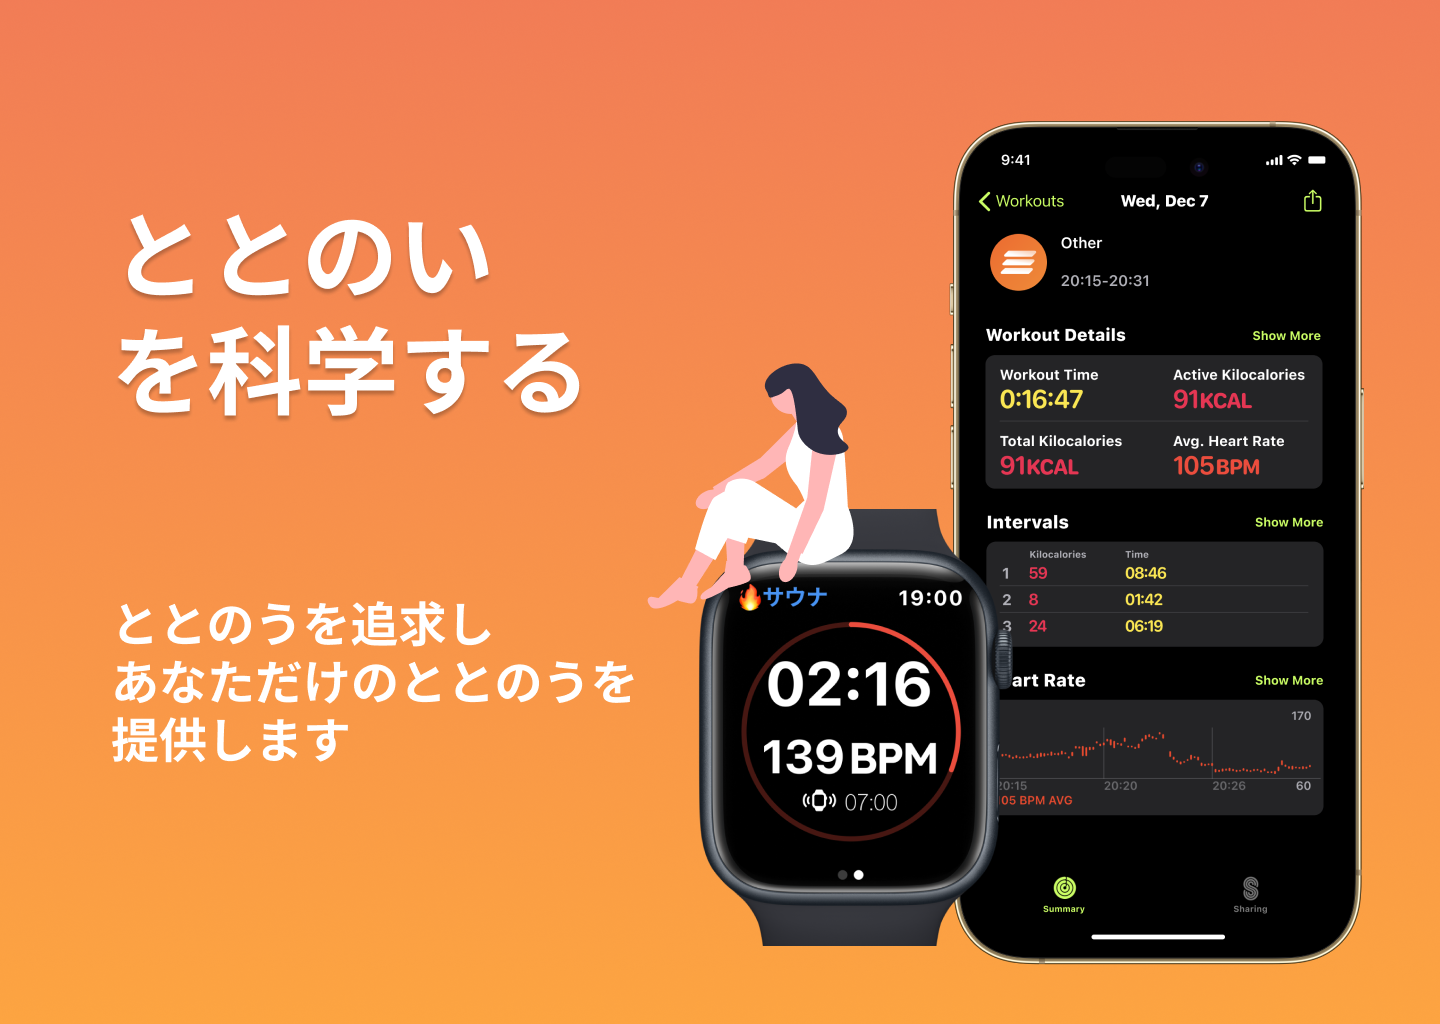 ととのい
を科学する
ととのうを追求し
あなただけのととのうを
提供します
🔥サウナ 19:00
02:16
139 BPM
07:00
9:41
Workouts Wed, Dec 7
Other
20:15-20:31
Workout Details Show More
Workout Time Active Kilocalories
0:16:47 91KCAL
Total Kilocalories Avg. Heart Rate
91KCAL 105BPM
Intervals Show More
Kilocalories Time
1 59 08:46
2 8 01:42
3 24 06:19
art Rate Show More
170
20:15 20:20 20:26 60
05 BPM AVG
Summary Sharing